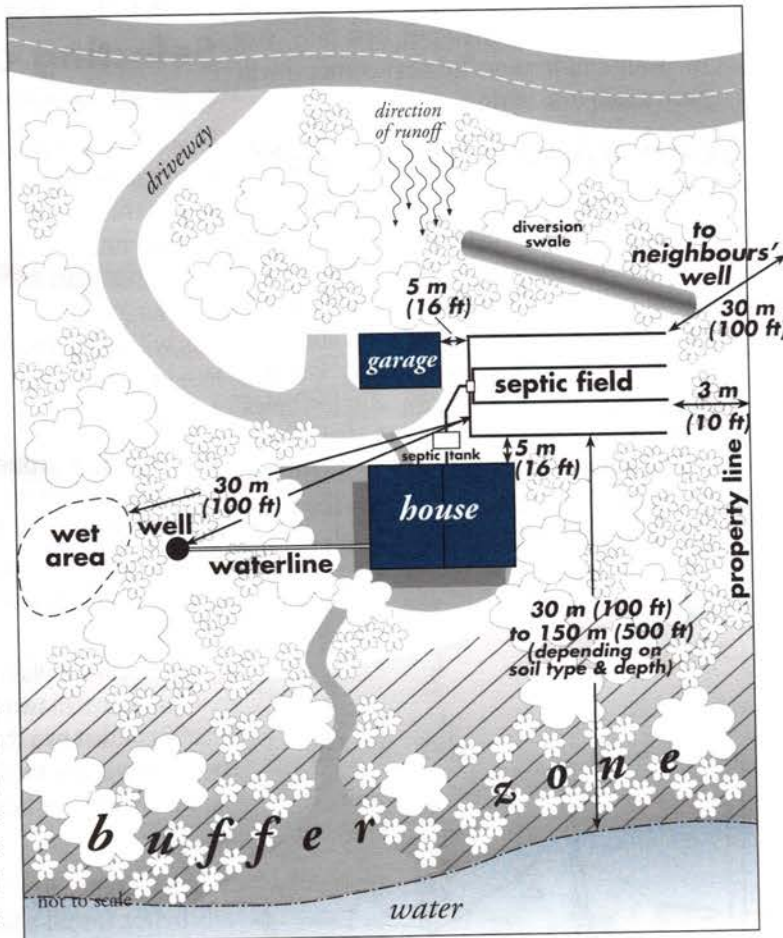 direction
of runoff
driveway
diversion
swale
to
neighbours'
well
30 m
(100 ft)
5 m
(16 ft)
garage
septic field
3 m
(10 ft)
property line
septic tank
5 m
(16 ft)
30 m
(100 ft)
house
wet
area
well
waterline
30 m (100 ft)
to 150 m (500 ft)
(depending on
soil type & depth)
buffer zone
not to scale
water